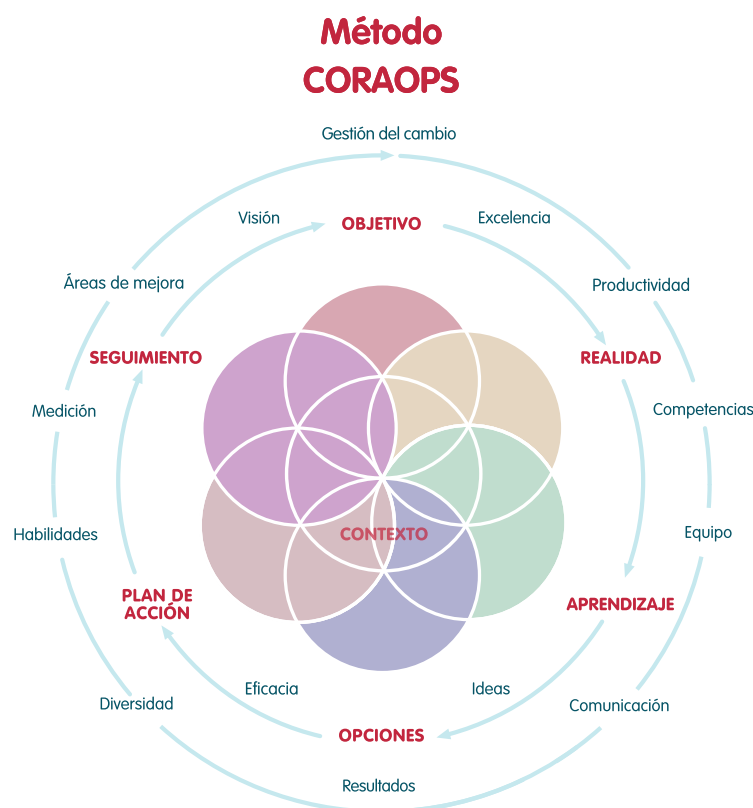 Método
CORAOPS
Gestión del cambio
Visión
OBJETIVO
Excelencia
Áreas de mejora
Productividad
SEGUIMIENTO
REALIDAD
Medición
Competencias
Habilidades
CONTEXTO
Equipo
PLAN DE
ACCIÓN
APRENDIZAJE
Eficacia
Ideas
Diversidad
Comunicación
OPCIONES
Resultados